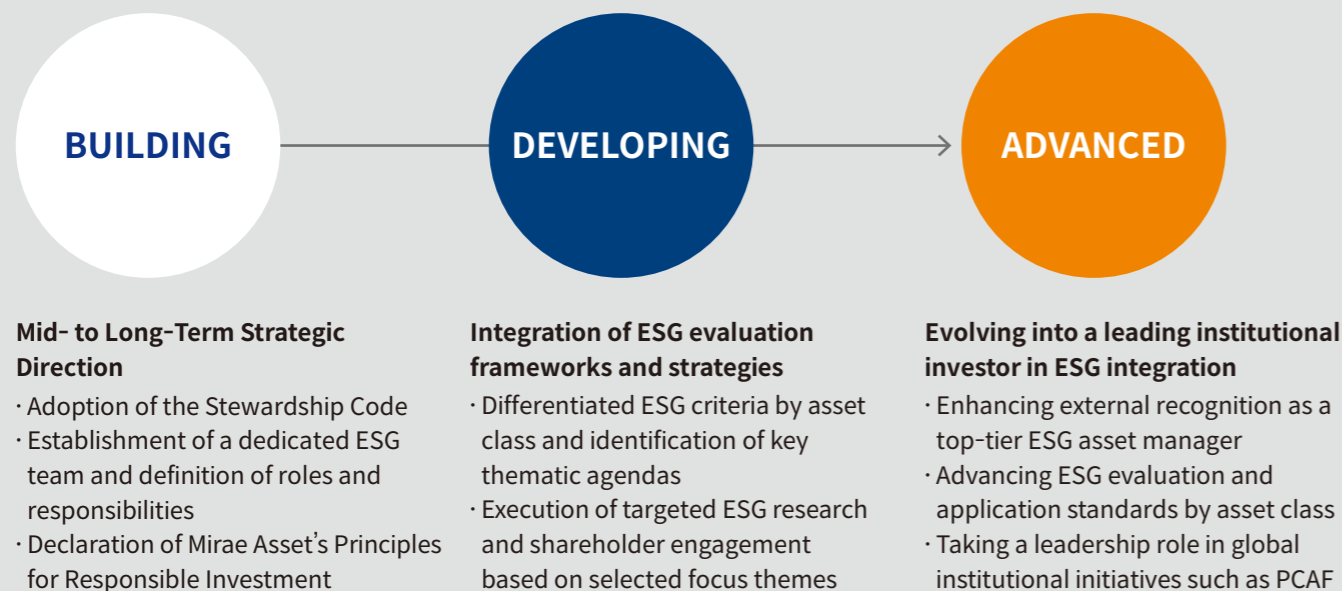 BUILDING
DEVELOPING
ADVANCED
Mid- to Long-Term Strategic
Direction
· Adoption of the Stewardship Code
· Establishment of a dedicated ESG
team and definition of roles and
responsibilities
· Declaration of Mirae Asset's Principles
for Responsible Investment
Integration of ESG evaluation
frameworks and strategies
· Differentiated ESG criteria by asset
class and identification of key
thematic agendas
· Execution of targeted ESG research
and shareholder engagement
based on selected focus themes
Evolving into a leading institutional
investor in ESG integration
· Enhancing external recognition as a
top-tier ESG asset manager
· Advancing ESG evaluation and
application standards by asset class
· Taking a leadership role in global
institutional initiatives such as PCAF